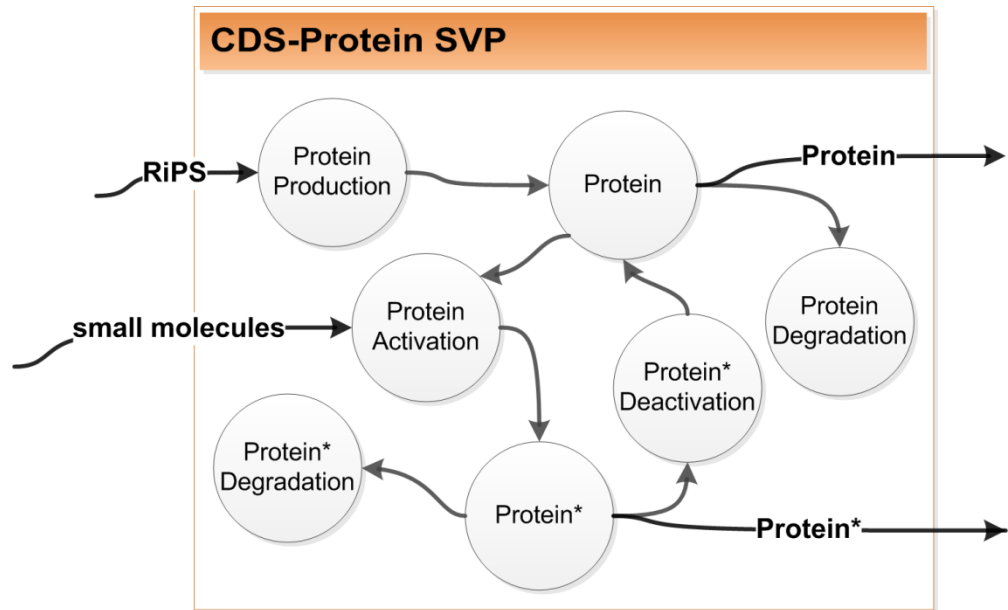 CDS-Protein SVP
RiPS
Protein
Production
Protein
Protein
small molecules
Protein
Activation
Protein
Degradation
Protein*
Deactivation
Protein*
Degradation
Protein*
Protein*